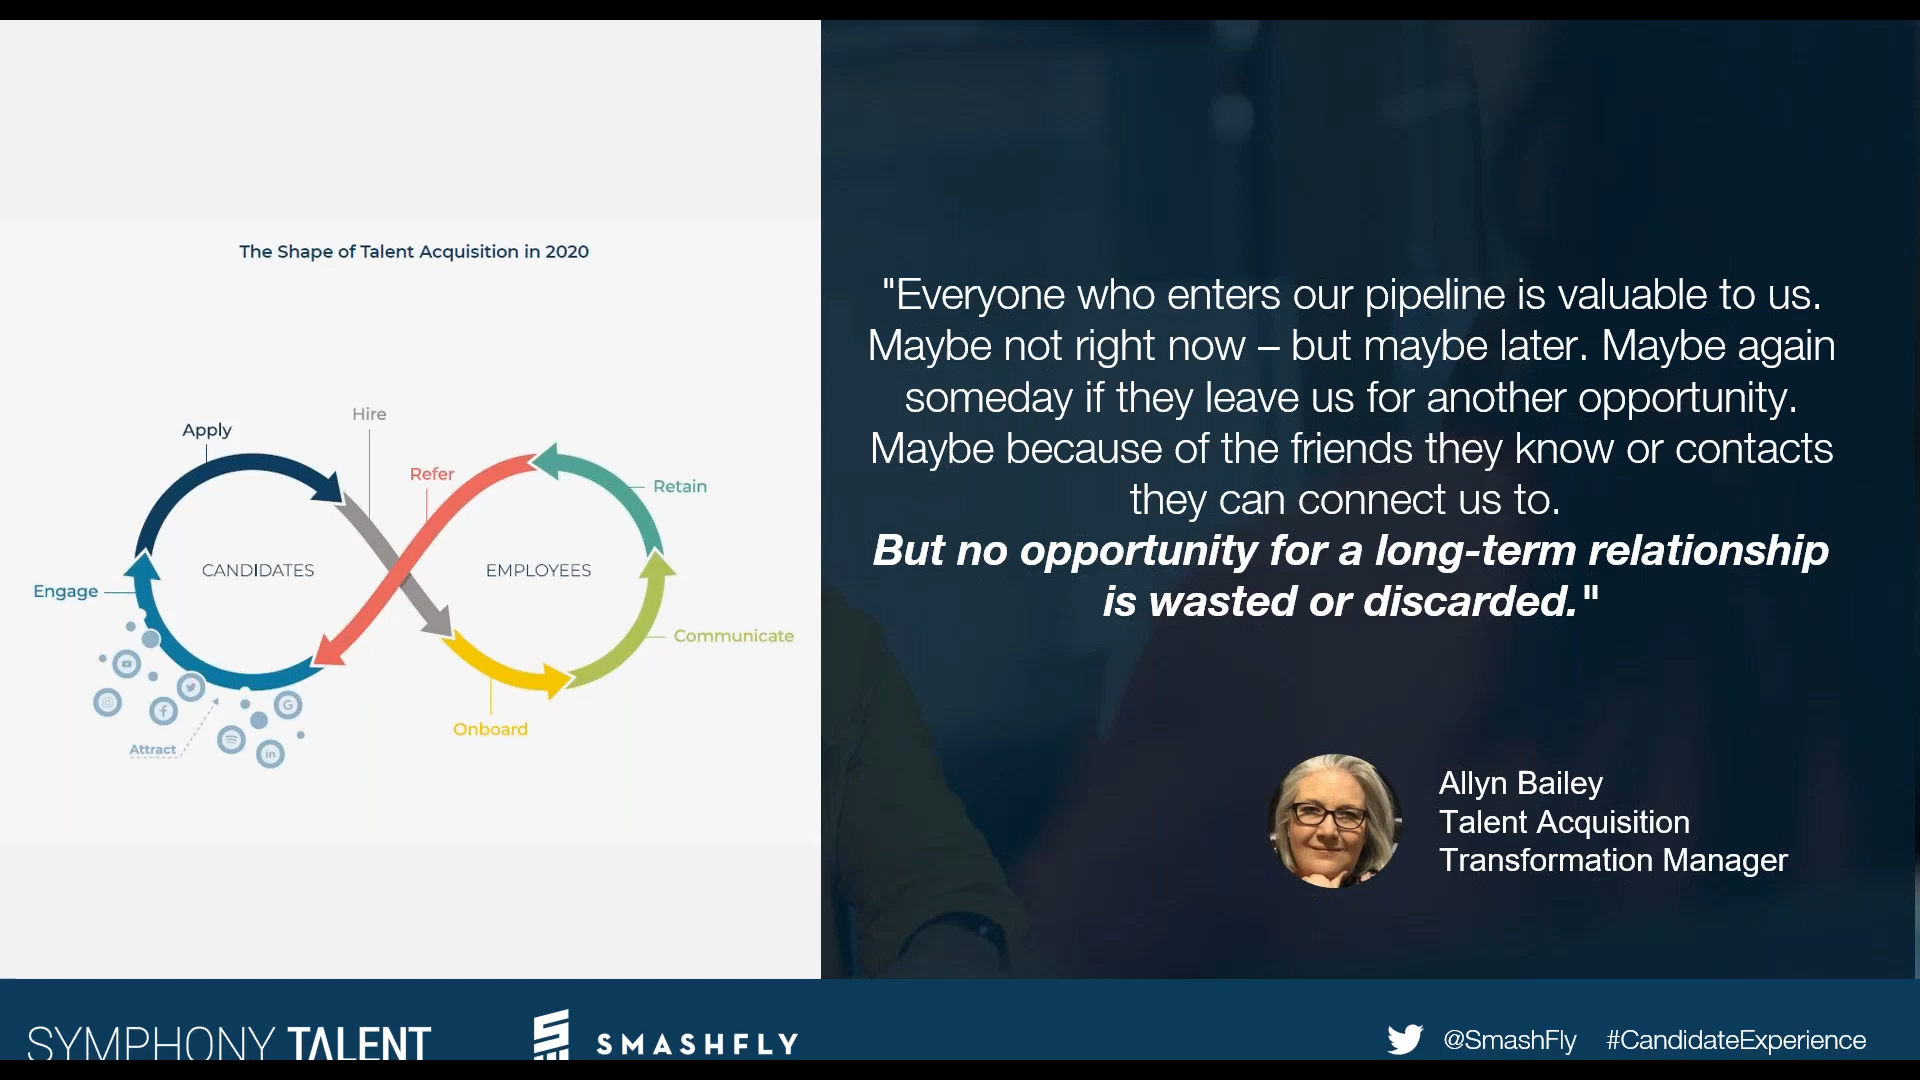 The Shape of Talent Acquisition in 2020
Apply
Hire
Refer
Retain
CANDIDATES
EMPLOYEES
Engage
Communicate
Onboard
Attract
G
f
in
"Everyone who enters our pipeline is valuable to us.
Maybe not right now – but maybe later. Maybe again
someday if they leave us for another opportunity.
Maybe because of the friends they know or contacts
they can connect us to.
But no opportunity for a long-term relationship
is wasted or discarded."
Allyn Bailey
Talent Acquisition
Transformation Manager
SYMPHONY TALENT
SMASHFLY
@SmashFly #CandidateExperience